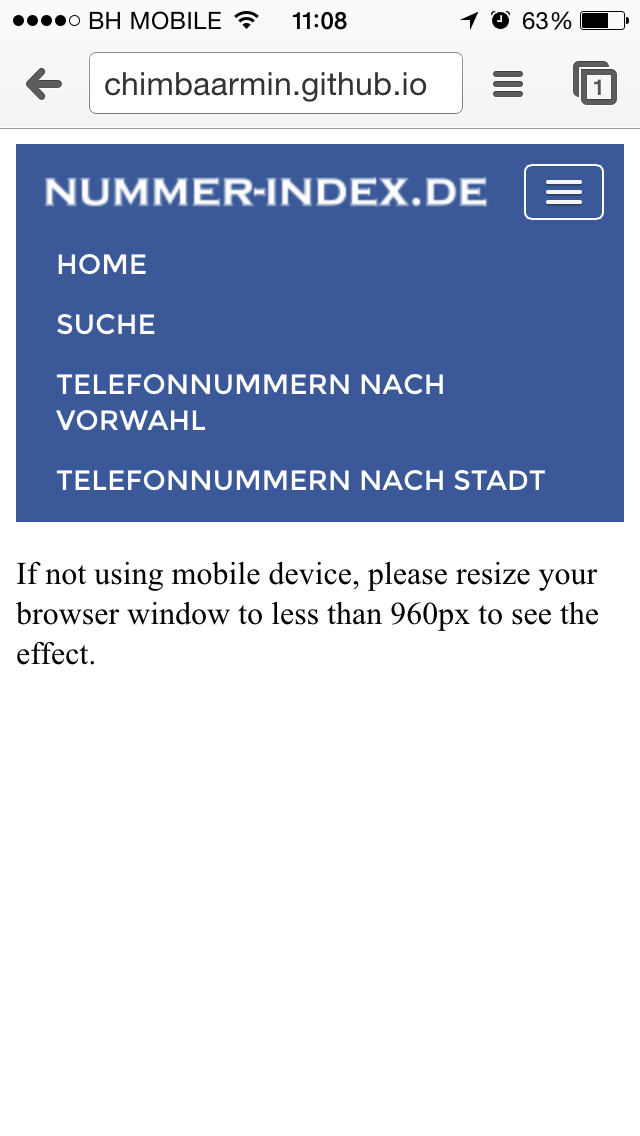 BH MOBILE 11:08 63%
chimbaarmin.github.io 1
NUMMER-INDEX.DE
HOME
SUCHE
TELEFONNUMMERN NACH
VORWAHL
TELEFONNUMMERN NACH STADT
If not using mobile device, please resize your
browser window to less than 960px to see the
effect.